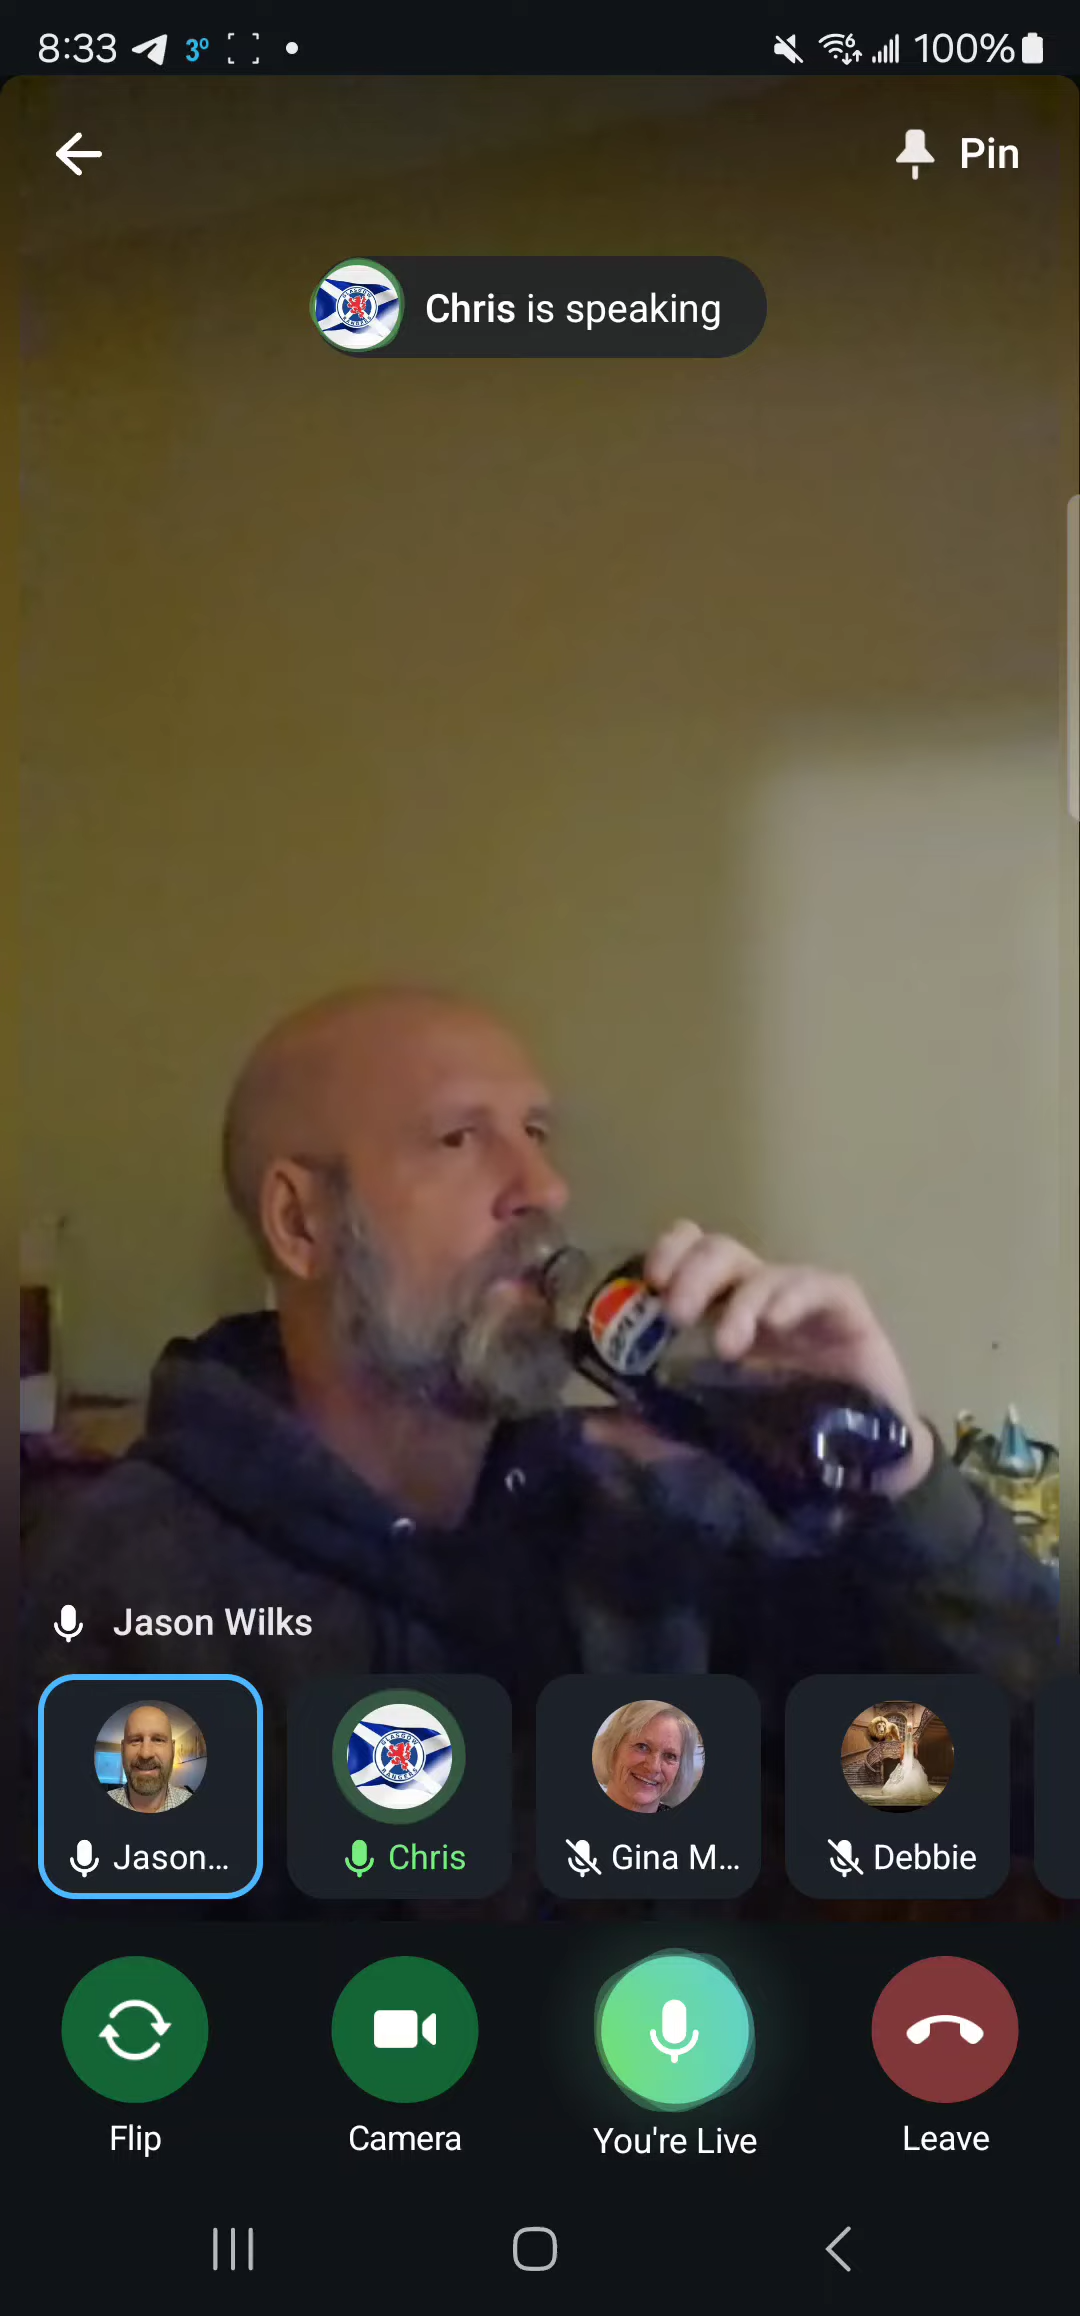 8:33 3° 6 100%
Pin
Chris is speaking
Jason Wilks
Jason...
Chris
Gina M...
Debbie
Flip
Camera
You're Live
Leave